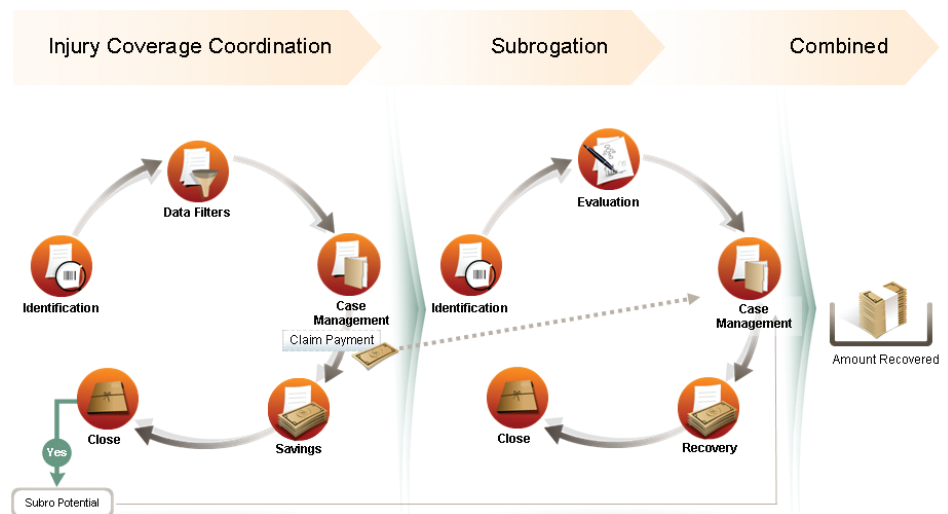 Injury Coverage Coordination
Subrogation
Combined
Data Filters
Identification
Case
Management
Claim Payment
Savings
Close
Yes
Subro Potential
Evaluation
Identification
Case
Management
Recovery
Close
Amount Recovered